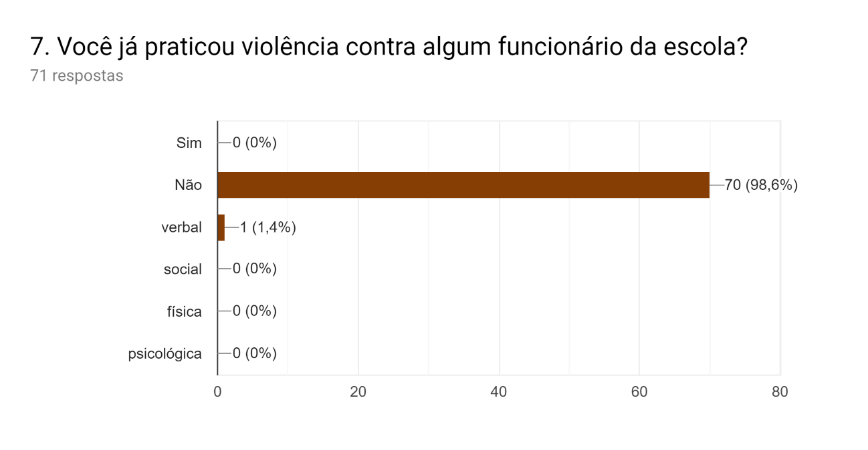 7. Você já praticou violência contra algum funcionário da escola?
71 respostas
Sim 0 (0%)
Não 70 (98,6%)
verbal 1 (1,4%)
social 0 (0%)
física 0 (0%)
psicológica 0 (0%)
0 20 40 60 80